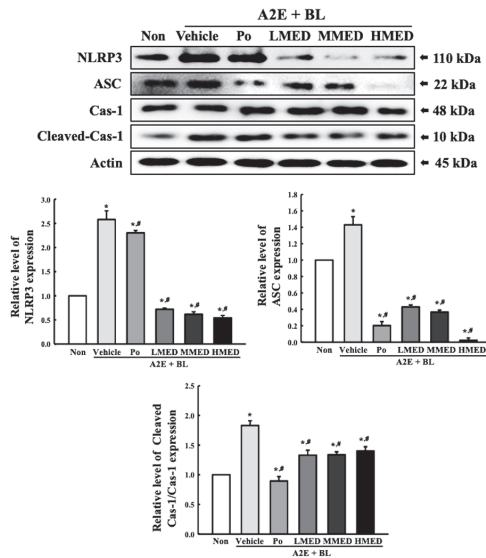 A2E + BL
Non Vehicle Po LMED MMED HMED
NLRP3 110 kDa
ASC 22 kDa
Cas-1 48 kDa
Cleaved-Cas-1 10 kDa
Actin 45 kDa
Relative level of
NLRP3 expression
3.0
2.5
2.0
1.5
1.0
0.5
0.0
* *,# *,# *,# *,#
Non Vehicle Po LMED MMED HMED
A2E + BL
Relative level of
ASC expression
1.8
1.6
1.4
1.2
1.0
0.8
0.6
0.4
0.2
0.0
* *,# *,# *,# *,#
Non Vehicle Po LMED MMED HMED
A2E + BL
Relative level of Cleaved
Cas-1/Cas-1 expression
2.5
2.0
1.5
1.0
0.5
0.0
* *,# *,# *,# *,#
Non Vehicle Po LMED MMED HMED
A2E + BL